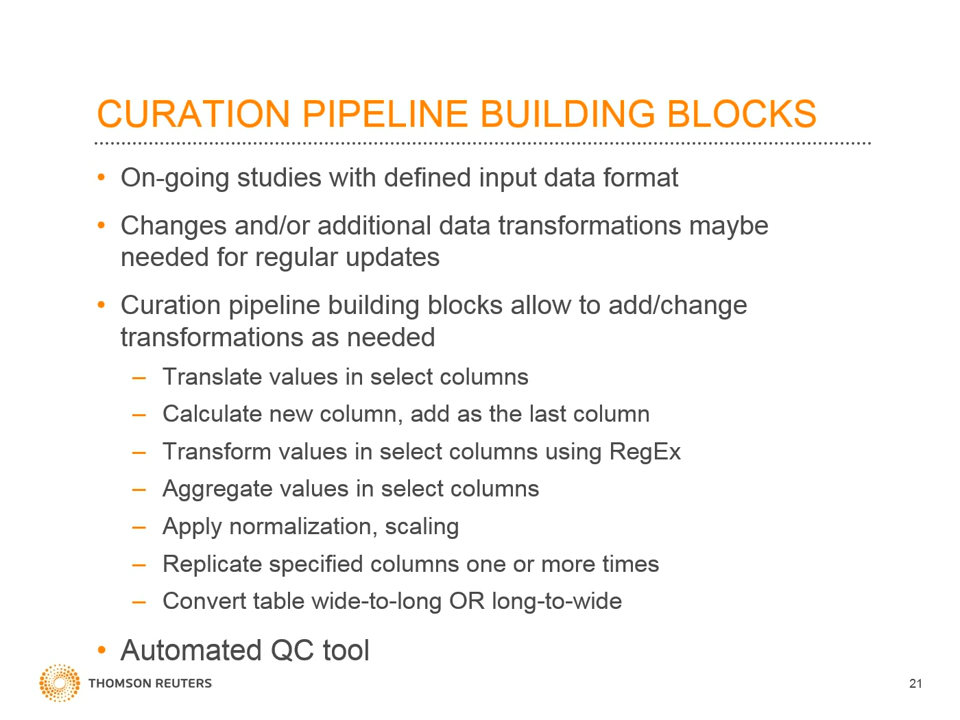 CURATION PIPELINE BUILDING BLOCKS
• On-going studies with defined input data format
• Changes and/or additional data transformations maybe
needed for regular updates
• Curation pipeline building blocks allow to add/change
transformations as needed
– Translate values in select columns
– Calculate new column, add as the last column
– Transform values in select columns using RegEx
– Aggregate values in select columns
– Apply normalization, scaling
– Replicate specified columns one or more times
– Convert table wide-to-long OR long-to-wide
• Automated QC tool
THOMSON REUTERS
21